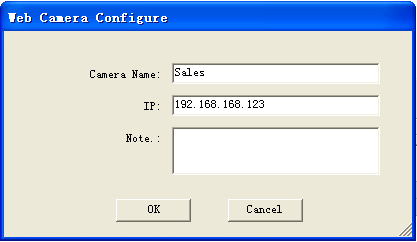 Web Camera Configure
Camera Name: Sales
IP: 192.168.168.123
Note.:
OK Cancel